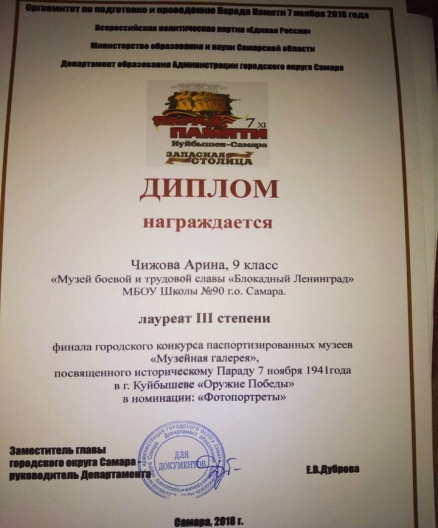 Оргкомитет по подготовке и проведению Парада Памяти 7 ноября 2018 года
Всероссийская политическая партия «Единая Россия»
Министерство образования и науки Самарской области
Департамент образования Администрации городского округа Самара
ПАРАД 7 XI
ПАМЯТИ
Куйбышев-Самара
ЗАПАСНАЯ
СТОЛИЦА
ДИПЛОМ
награждается
Чижова Арина, 9 класс
«Музей боевой и трудовой славы «Блокадный Ленинград»
МБОУ Школы №90 г.о. Самара.
лауреат III степени
финала городского конкурса паспортизированных музеев
«Музейная галерея»,
посвященного историческому Параду 7 ноября 1941года
в г. Куйбышеве «Оружие Победы»
в номинации: «Фотопортреты»
Заместитель главы
городского округа Самара -
руководитель Департамента
ДЛЯ
ДОКУМЕНТОВ
Е.В.Дуброва
Самара, 2018 г.